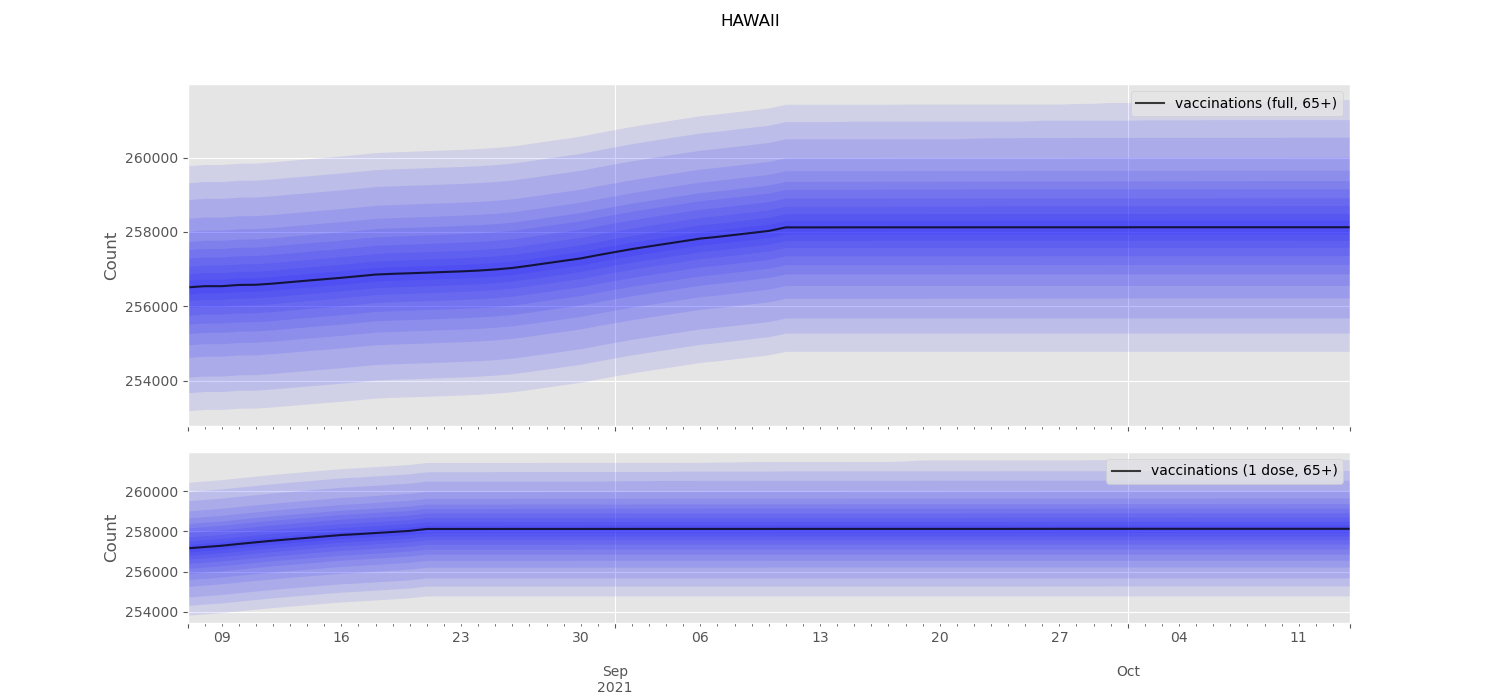 HAWAII
vaccinations (full, 65+)
260000
258000
256000
254000
Count
vaccinations (1 dose, 65+)
260000
258000
256000
254000
Count
09 16 23 30 06 13 20 27 04 11
Sep Oct
2021